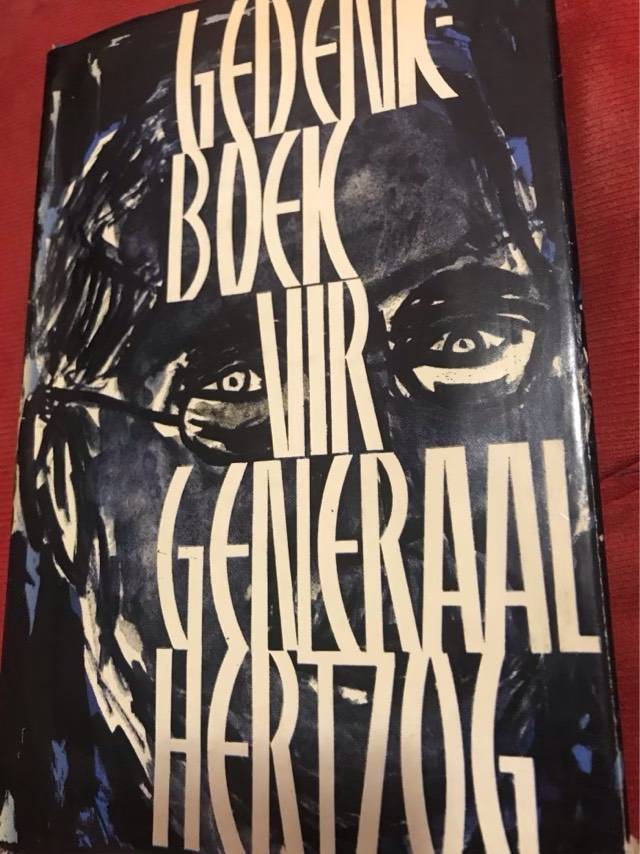 GEDENK-
BOEK
VIR
GENERAAL
HERTZOG